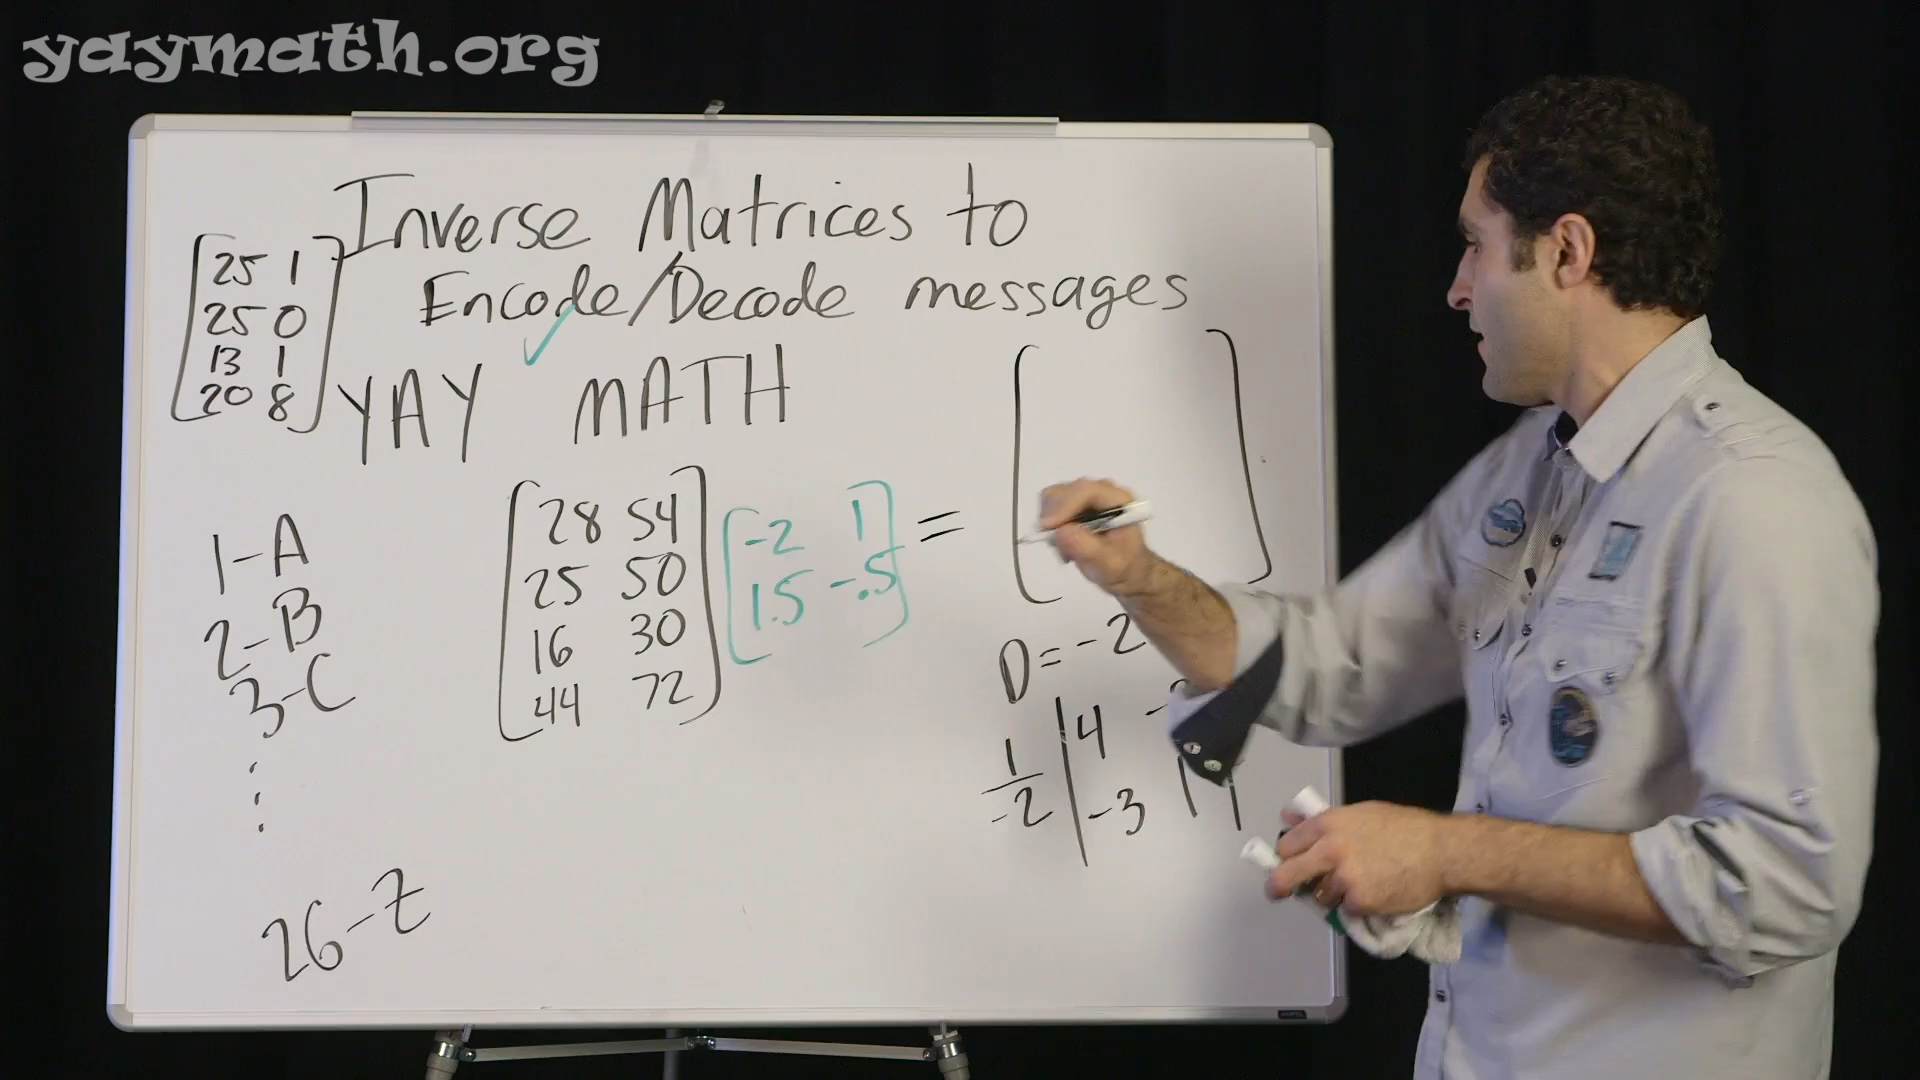 yaymath.org
Inverse Matrices to
Encode/Decode messages
25 1
25 0
13 1
20 8
YAY MATH
1-A
2-B
3-C
⋮
26-Z
28 54
25 50
16 30
44 72
-2 1
1.5 -.5
=
D=-2
1/-2
4 -
-3 1